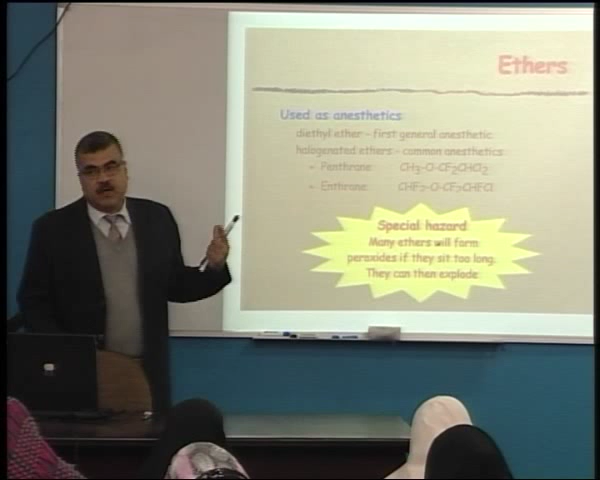 Ethers
Used as anesthetics
diethyl ether - first general anesthetic
halogenated ethers - common anesthetics
• Penthrane CH3-O-CF2CHCl2
• Enthrane CHF2-O-CF2CHFCl
Special hazard
Many ethers will form
peroxides if they sit too long.
They can then explode